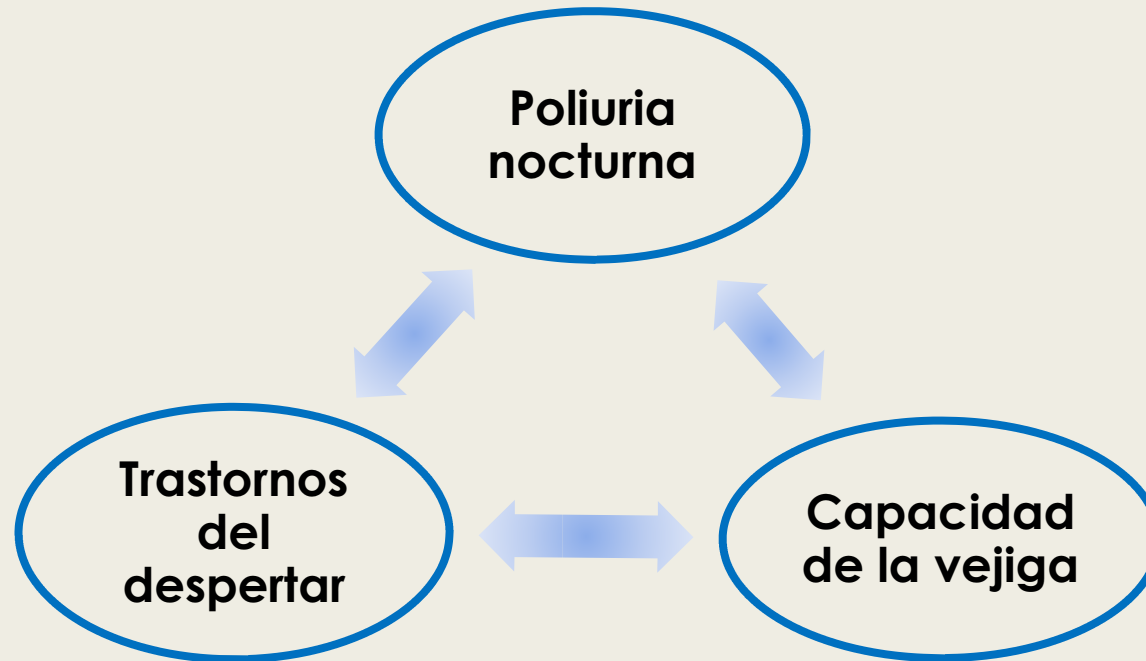 Poliuria
nocturna
Trastornos
del
despertar
Capacidad
de la vejiga